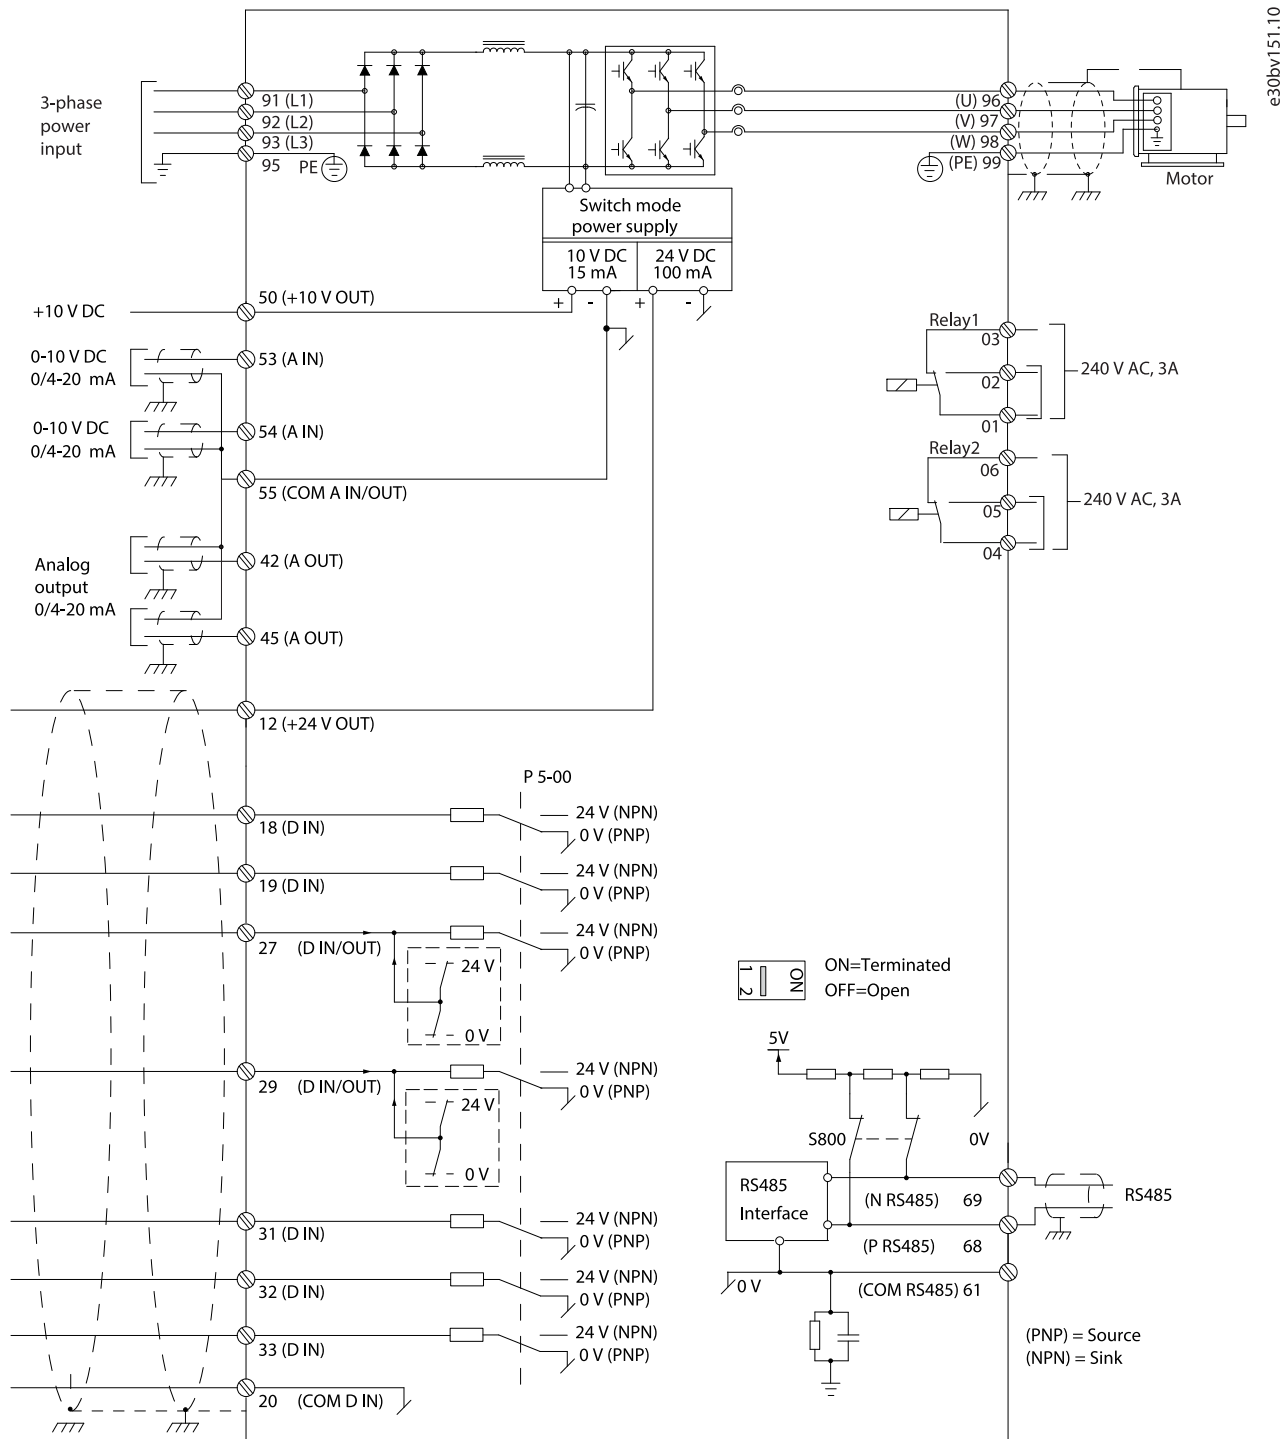 e30bv151.10
3-phase
power
input
91 (L1)
92 (L2)
93 (L3)
95 PE
(U) 96
(V) 97
(W) 98
(PE) 99
Motor
Switch mode
power supply
10 V DC
15 mA
24 V DC
100 mA
+ - + -
+10 V DC
50 (+10 V OUT)
0-10 V DC
0/4-20 mA
53 (A IN)
0-10 V DC
0/4-20 mA
54 (A IN)
55 (COM A IN/OUT)
Analog
output
0/4-20 mA
42 (A OUT)
45 (A OUT)
12 (+24 V OUT)
Relay1
03
02
01
240 V AC, 3A
Relay2
06
05
04
240 V AC, 3A
P 5-00
18 (D IN)
24 V (NPN)
0 V (PNP)
19 (D IN)
24 V (NPN)
0 V (PNP)
27 (D IN/OUT)
24 V (NPN)
0 V (PNP)
24 V
0 V
29 (D IN/OUT)
24 V (NPN)
0 V (PNP)
24 V
0 V
31 (D IN)
24 V (NPN)
0 V (PNP)
32 (D IN)
24 V (NPN)
0 V (PNP)
33 (D IN)
24 V (NPN)
0 V (PNP)
20 (COM D IN)
1 2 ON
ON=Terminated
OFF=Open
5V
S800
0V
RS485
Interface
(N RS485) 69
(P RS485) 68
RS485
0 V
(COM RS485) 61
(PNP) = Source
(NPN) = Sink